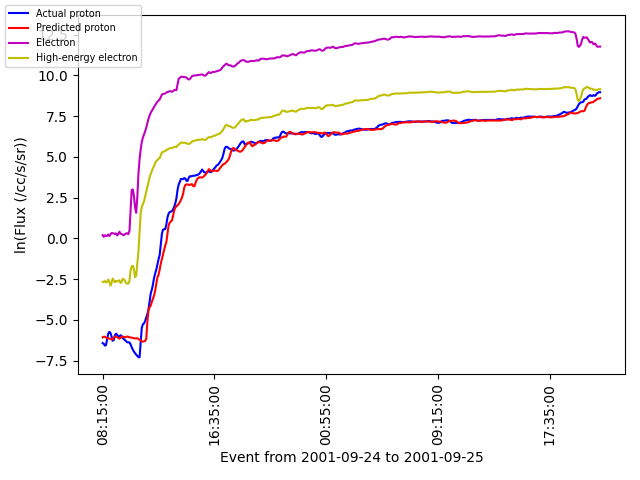 Actual proton
Predicted proton
Electron
High-energy electron
12.5
10.0
7.5
5.0
2.5
0.0
−2.5
−5.0
−7.5
ln(Flux (/cc/s/sr))
08:15:00
16:35:00
00:55:00
09:15:00
17:35:00
Event from 2001-09-24 to 2001-09-25